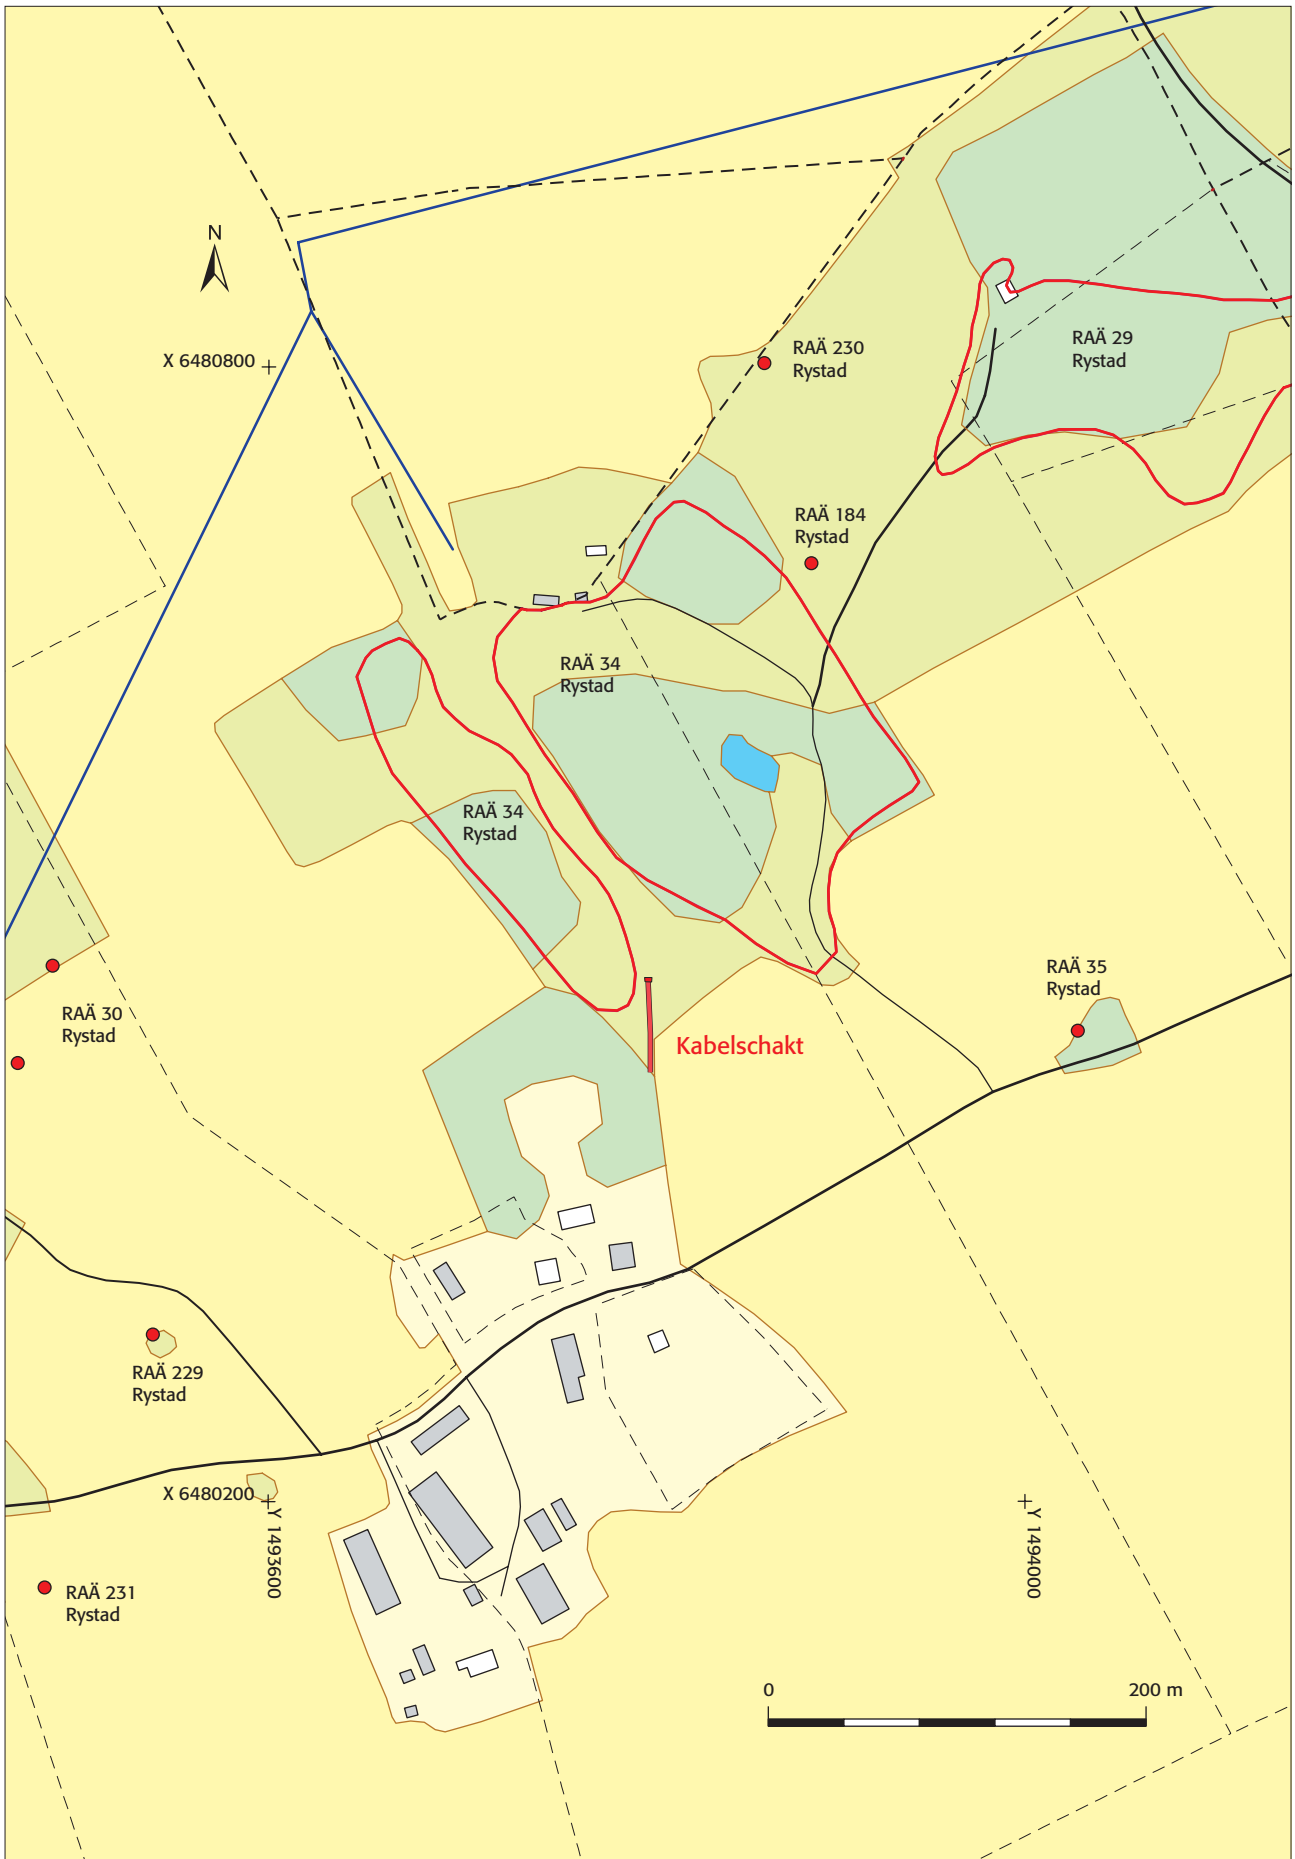 N
X 6480800
RAÄ 230
Rystad
RAÄ 29
Rystad
RAÄ 184
Rystad
RAÄ 34
Rystad
RAÄ 34
Rystad
RAÄ 35
Rystad
RAÄ 30
Rystad
Kabelschakt
RAÄ 229
Rystad
X 6480200
Y 1493600
Y 1494000
RAÄ 231
Rystad
0
200 m